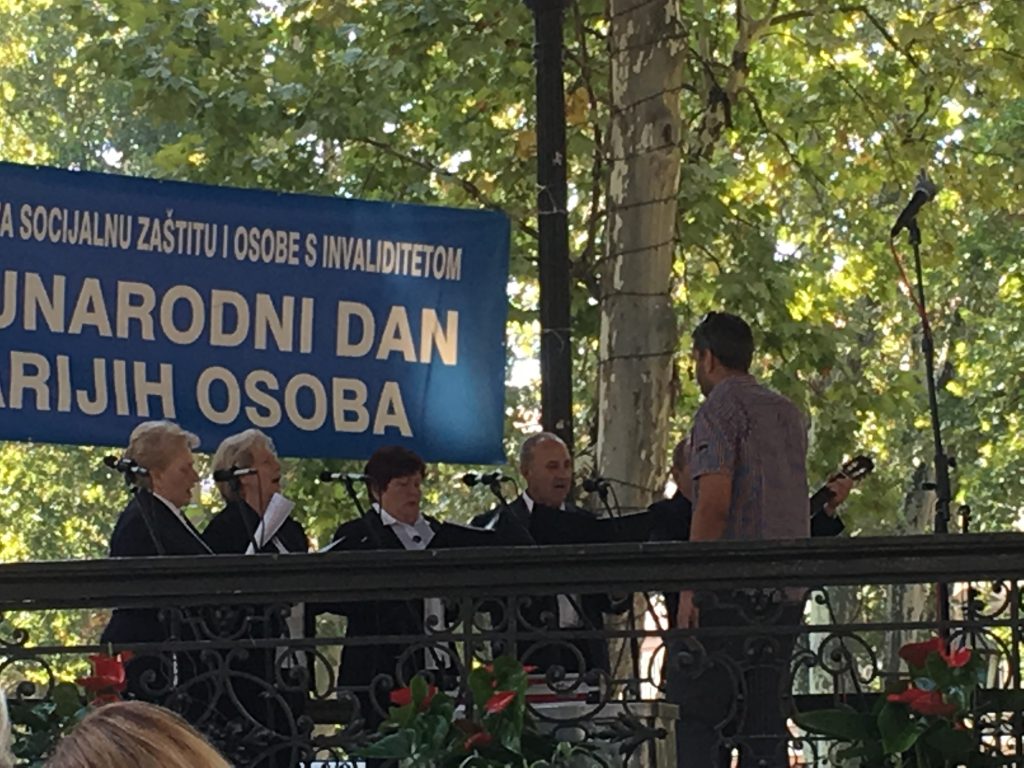 A SOCIJALNU ZAŠTITU I OSOBE S INVALIDITETOM
UNARODNI DAN
ARIJIH OSOBA